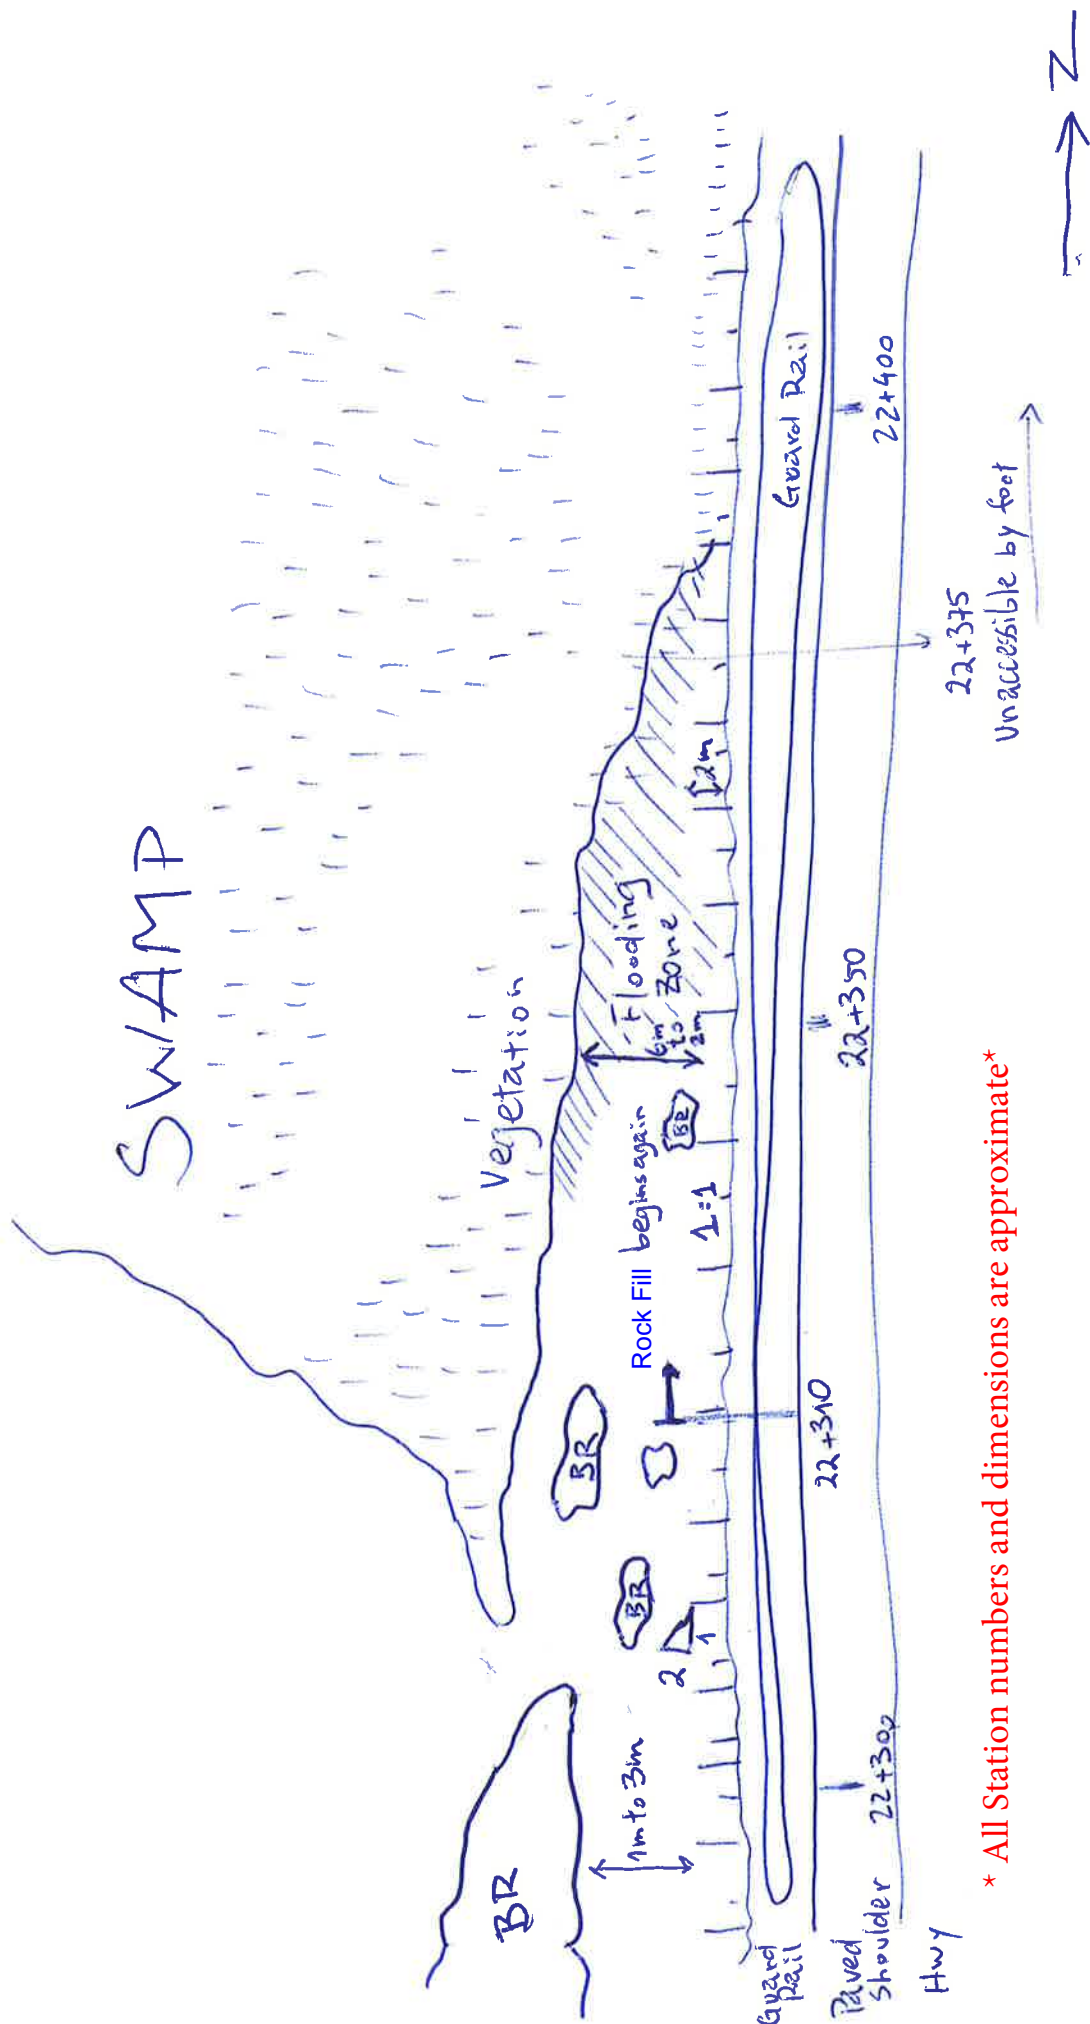 SWAMP
Vegetation
BR
BR
BR
1m to 3m
2
1
Rock Fill begins again
1:1
BR
Flooding
Zone
6m
to
2m
2m
Guard Rail
Guard
Rail
Paved
Shoulder
Hwy
22+300
22+310
22+350
22+400
22+375
Unaccessible by foot
N
* All Station numbers and dimensions are approximate*